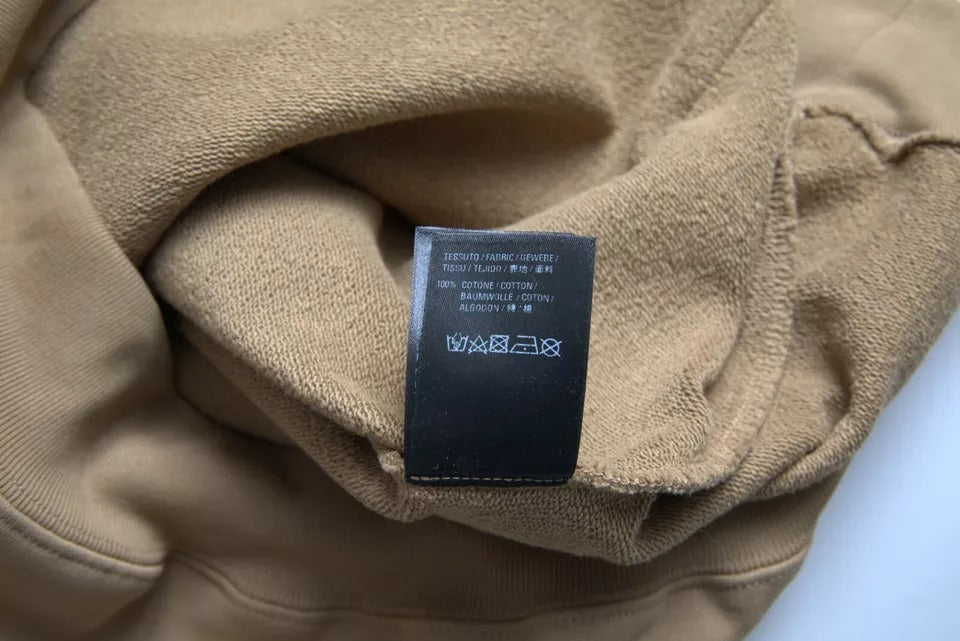 TESSUTO / FABRIC / GEWEBE /
TISSU / TEJIDO / 表地 / 面料
100% COTONE / COTTON /
BAUMWOLLE / COTON /
ALGODON / 綿 / 棉